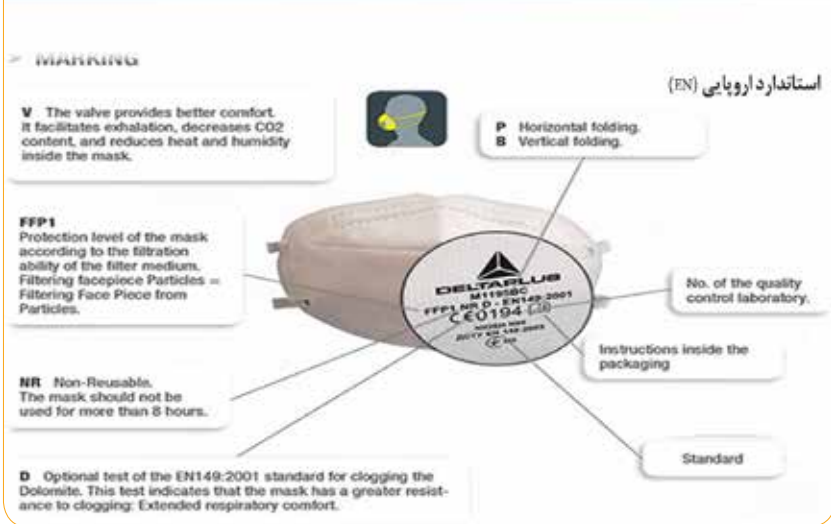 MARKING
استاندارد اروپایی (EN)
V The valve provides better comfort.
It facilitates exhalation, decreases CO2
content, and reduces heat and humidity
inside the mask.
P Horizontal folding.
B Vertical folding.
FFP1
Protection level of the mask
according to the filtration
ability of the filter medium.
Filtering facepiece Particles =
Filtering Face Piece from
Particles.
DELTAPLUS
M1195BC
FFP1 NR D - EN149:2001
CE0194
No. of the quality
control laboratory.
Instructions inside the
packaging
NR Non-Reusable.
The mask should not be
used for more than 8 hours.
Standard
D Optional test of the EN149:2001 standard for clogging the
Dolomite. This test indicates that the mask has a greater resist-
ance to clogging: Extended respiratory comfort.